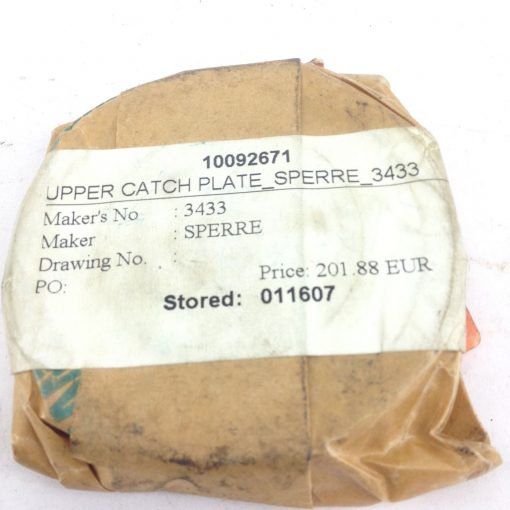 10092671
UPPER CATCH PLATE_SPERRE_3433
Maker's No : 3433
Maker : SPERRE
Drawing No. :
Price: 201.88 EUR
PO:
Stored: 011607